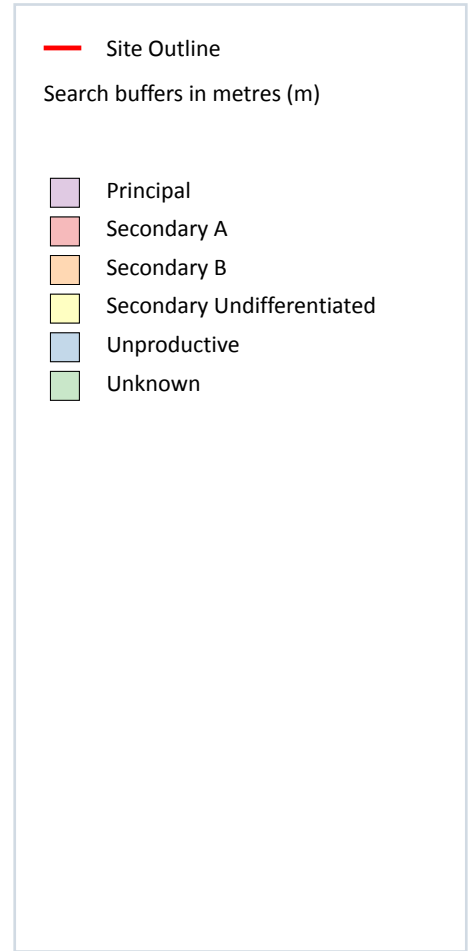 Site Outline
Search buffers in metres (m)
Principal
Secondary A
Secondary B
Secondary Undifferentiated
Unproductive
Unknown